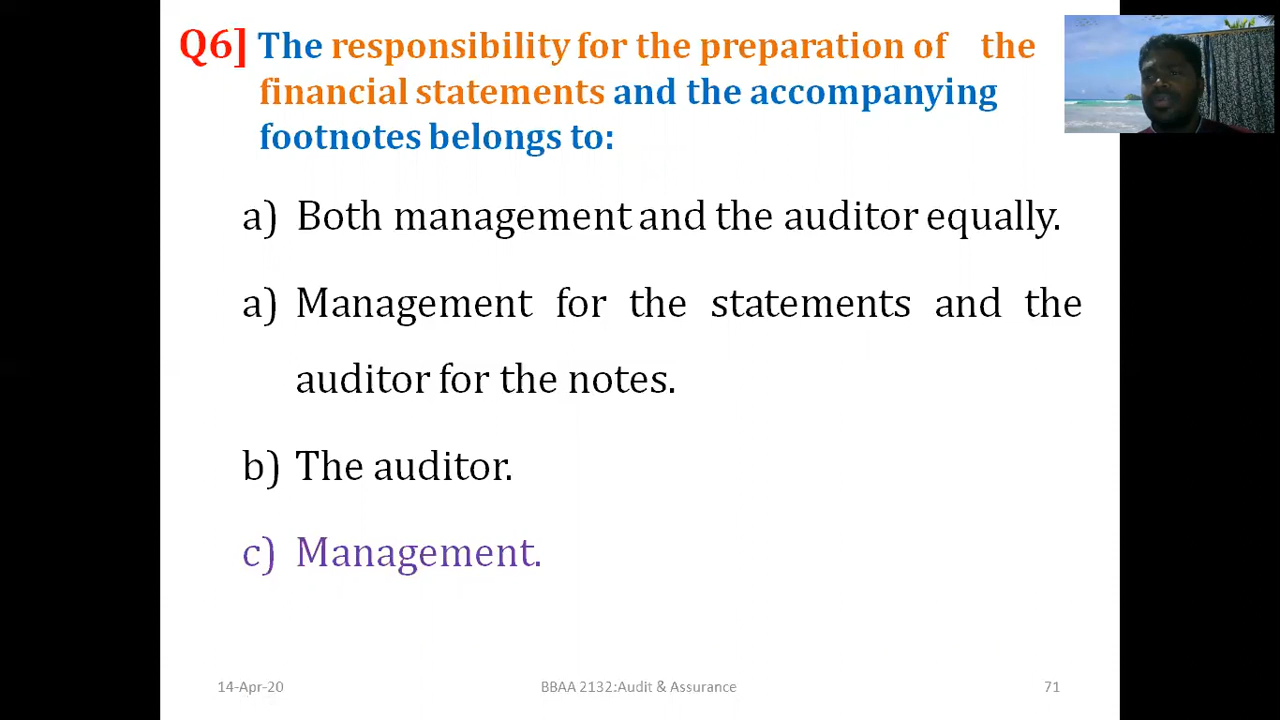 Q6] The responsibility for the preparation of the
financial statements and the accompanying
footnotes belongs to:
a) Both management and the auditor equally.
a) Management for the statements and the
auditor for the notes.
b) The auditor.
c) Management.
14-Apr-20 BBAA 2132:Audit & Assurance 71